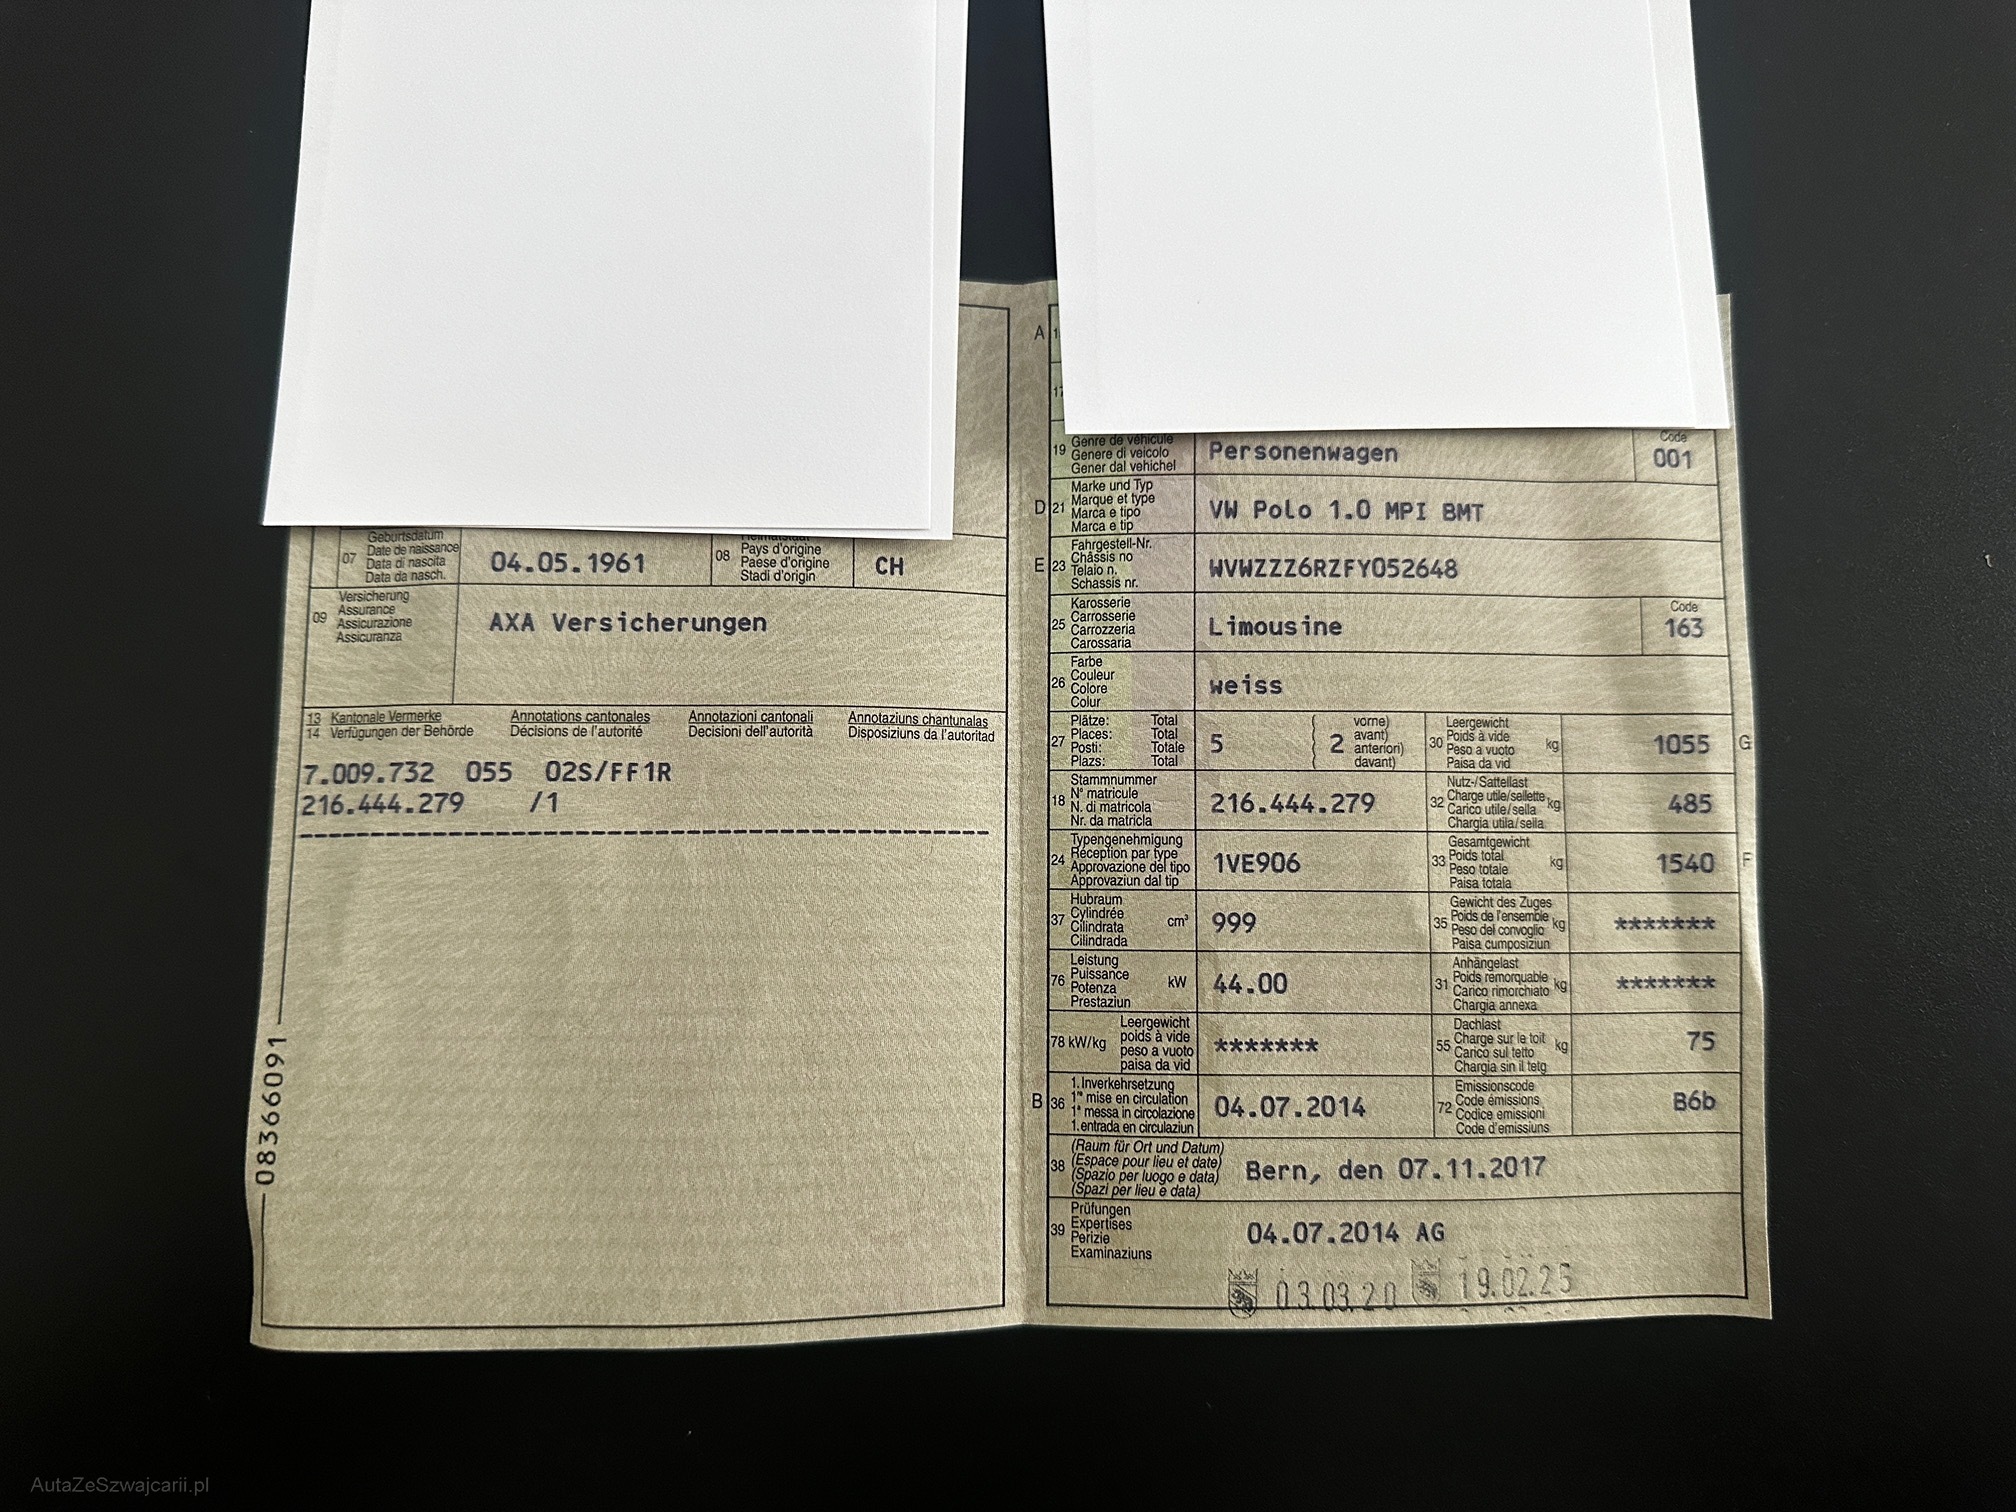 07
Geburtsdatum
Date de naissance
Data di nascita
Data da nasch.
04.05.1961
08
Pays d'origine
Paese d'origine
Stadi d'origin
CH
09
Versicherung
Assurance
Assicurazione
Assicuranza
AXA Versicherungen
13 Kantonale Vermerke Annotations cantonales Annotazioni cantonali Annotaziuns chantunalas
14 Verfügungen der Behörde Décisions de l'autorité Decisioni dell'autorità Disposiziuns da l'autoritad
7.009.732 055 02S/FF1R
216.444.279 /1
08366091
A
17
19
Genre de véhicule
Genere di veicolo
Gener dal vehichel
Personenwagen
Code
001
D 21
Marke und Typ
Marque et type
Marca e tipo
Marca e tip
VW Polo 1.0 MPI BMT
E 23
Fahrgestell-Nr.
Châssis no
Telaio n.
Schassis nr.
WVWZZZ6RZFY052648
25
Karosserie
Carrosserie
Carrozzeria
Carossaria
Limousine
Code
163
26
Farbe
Couleur
Colore
Colur
weiss
27
Plätze: Total
Places: Total
Posti: Totale
Plazs: Total
5
2
vorne)
avant)
anteriori)
davant)
30
Leergewicht
Poids à vide
Peso a vuoto
Paisa da vid
kg
1055
G
18
Stammnummer
N° matricule
N. di matricola
Nr. da matricla
216.444.279
32
Nutz-/Sattellast
Charge utile/sellette
Carico utile/sella
Chargia utila/sella
kg
485
24
Typengenehmigung
Réception par type
Approvazione del tipo
Approvaziun dal tip
1VE906
33
Gesamtgewicht
Poids total
Peso totale
Paisa totala
kg
1540
F
37
Hubraum
Cylindrée
Cilindrata
Cilindrada
cm³
999
35
Gewicht des Zuges
Poids de l'ensemble
Peso del convoglio
Paisa cumposiziun
kg
*******
76
Leistung
Puissance
Potenza
Prestaziun
kW
44.00
31
Anhängelast
Poids remorquable
Carico rimorchiato
Chargia annexa
kg
*******
78 kW/kg
Leergewicht
poids à vide
peso a vuoto
paisa da vid
*******
55
Dachlast
Charge sur le toit
Carico sul tetto
Chargia sin il tetg
kg
75
B 36
1. Inverkehrsetzung
1re mise en circulation
1a messa in circolazione
1. entrada en circulaziun
04.07.2014
72
Emissionscode
Code émissions
Codice emissioni
Code d'emissiuns
B6b
38
(Raum für Ort und Datum)
(Espace pour lieu et date)
(Spazio per luogo e data)
(Spazi per lieu e data)
Bern, den 07.11.2017
39
Prüfungen
Expertises
Perizie
Examinaziuns
04.07.2014 AG
03.03.20 19.02.25
AutaZeSzwajcarii.pl